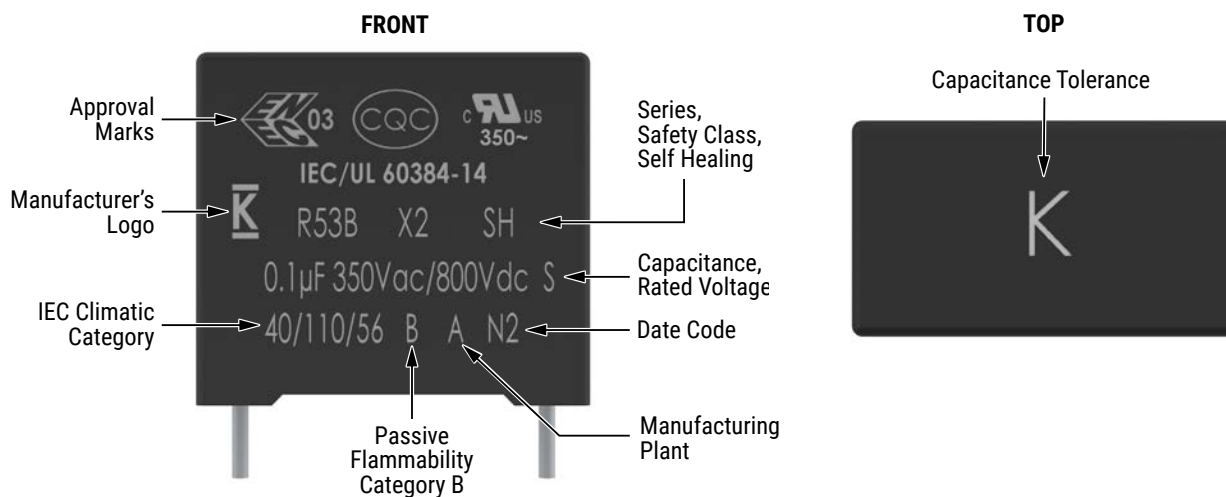 FRONT
TOP
Approval
Marks
ENEC 03
CQC
c RU US
350~
IEC/UL 60384-14
Manufacturer's
Logo
K
R53B X2 SH
Series,
Safety Class,
Self Healing
0.1µF 350Vac/800Vdc S
Capacitance,
Rated Voltage
IEC Climatic
Category
40/110/56 B A N2
Date Code
Passive
Flammability
Category B
Manufacturing
Plant
Capacitance Tolerance
K